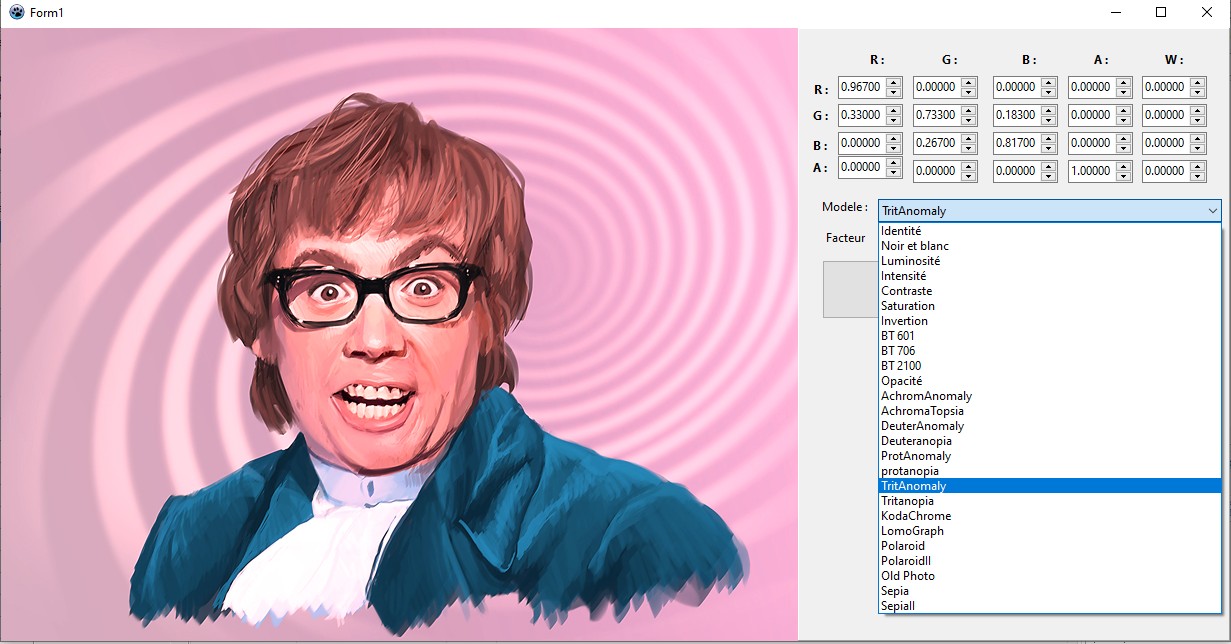 Form1
R : G : B : A : W :
R : 0.96700 0.00000 0.00000 0.00000 0.00000
G : 0.33000 0.73300 0.18300 0.00000 0.00000
B : 0.00000 0.26700 0.81700 0.00000 0.00000
A : 0.00000 0.00000 0.00000 1.00000 0.00000
Modele : TritAnomaly
Facteur
Identité
Noir et blanc
Luminosité
Intensité
Contraste
Saturation
Invertion
BT 601
BT 706
BT 2100
Opacité
AchromAnomaly
AchromaTopsia
DeuterAnomaly
Deuteranopia
ProtAnomaly
protanopia
TritAnomaly
Tritanopia
KodaChrome
LomoGraph
Polaroid
PolaroidII
Old Photo
Sepia
SepiaII